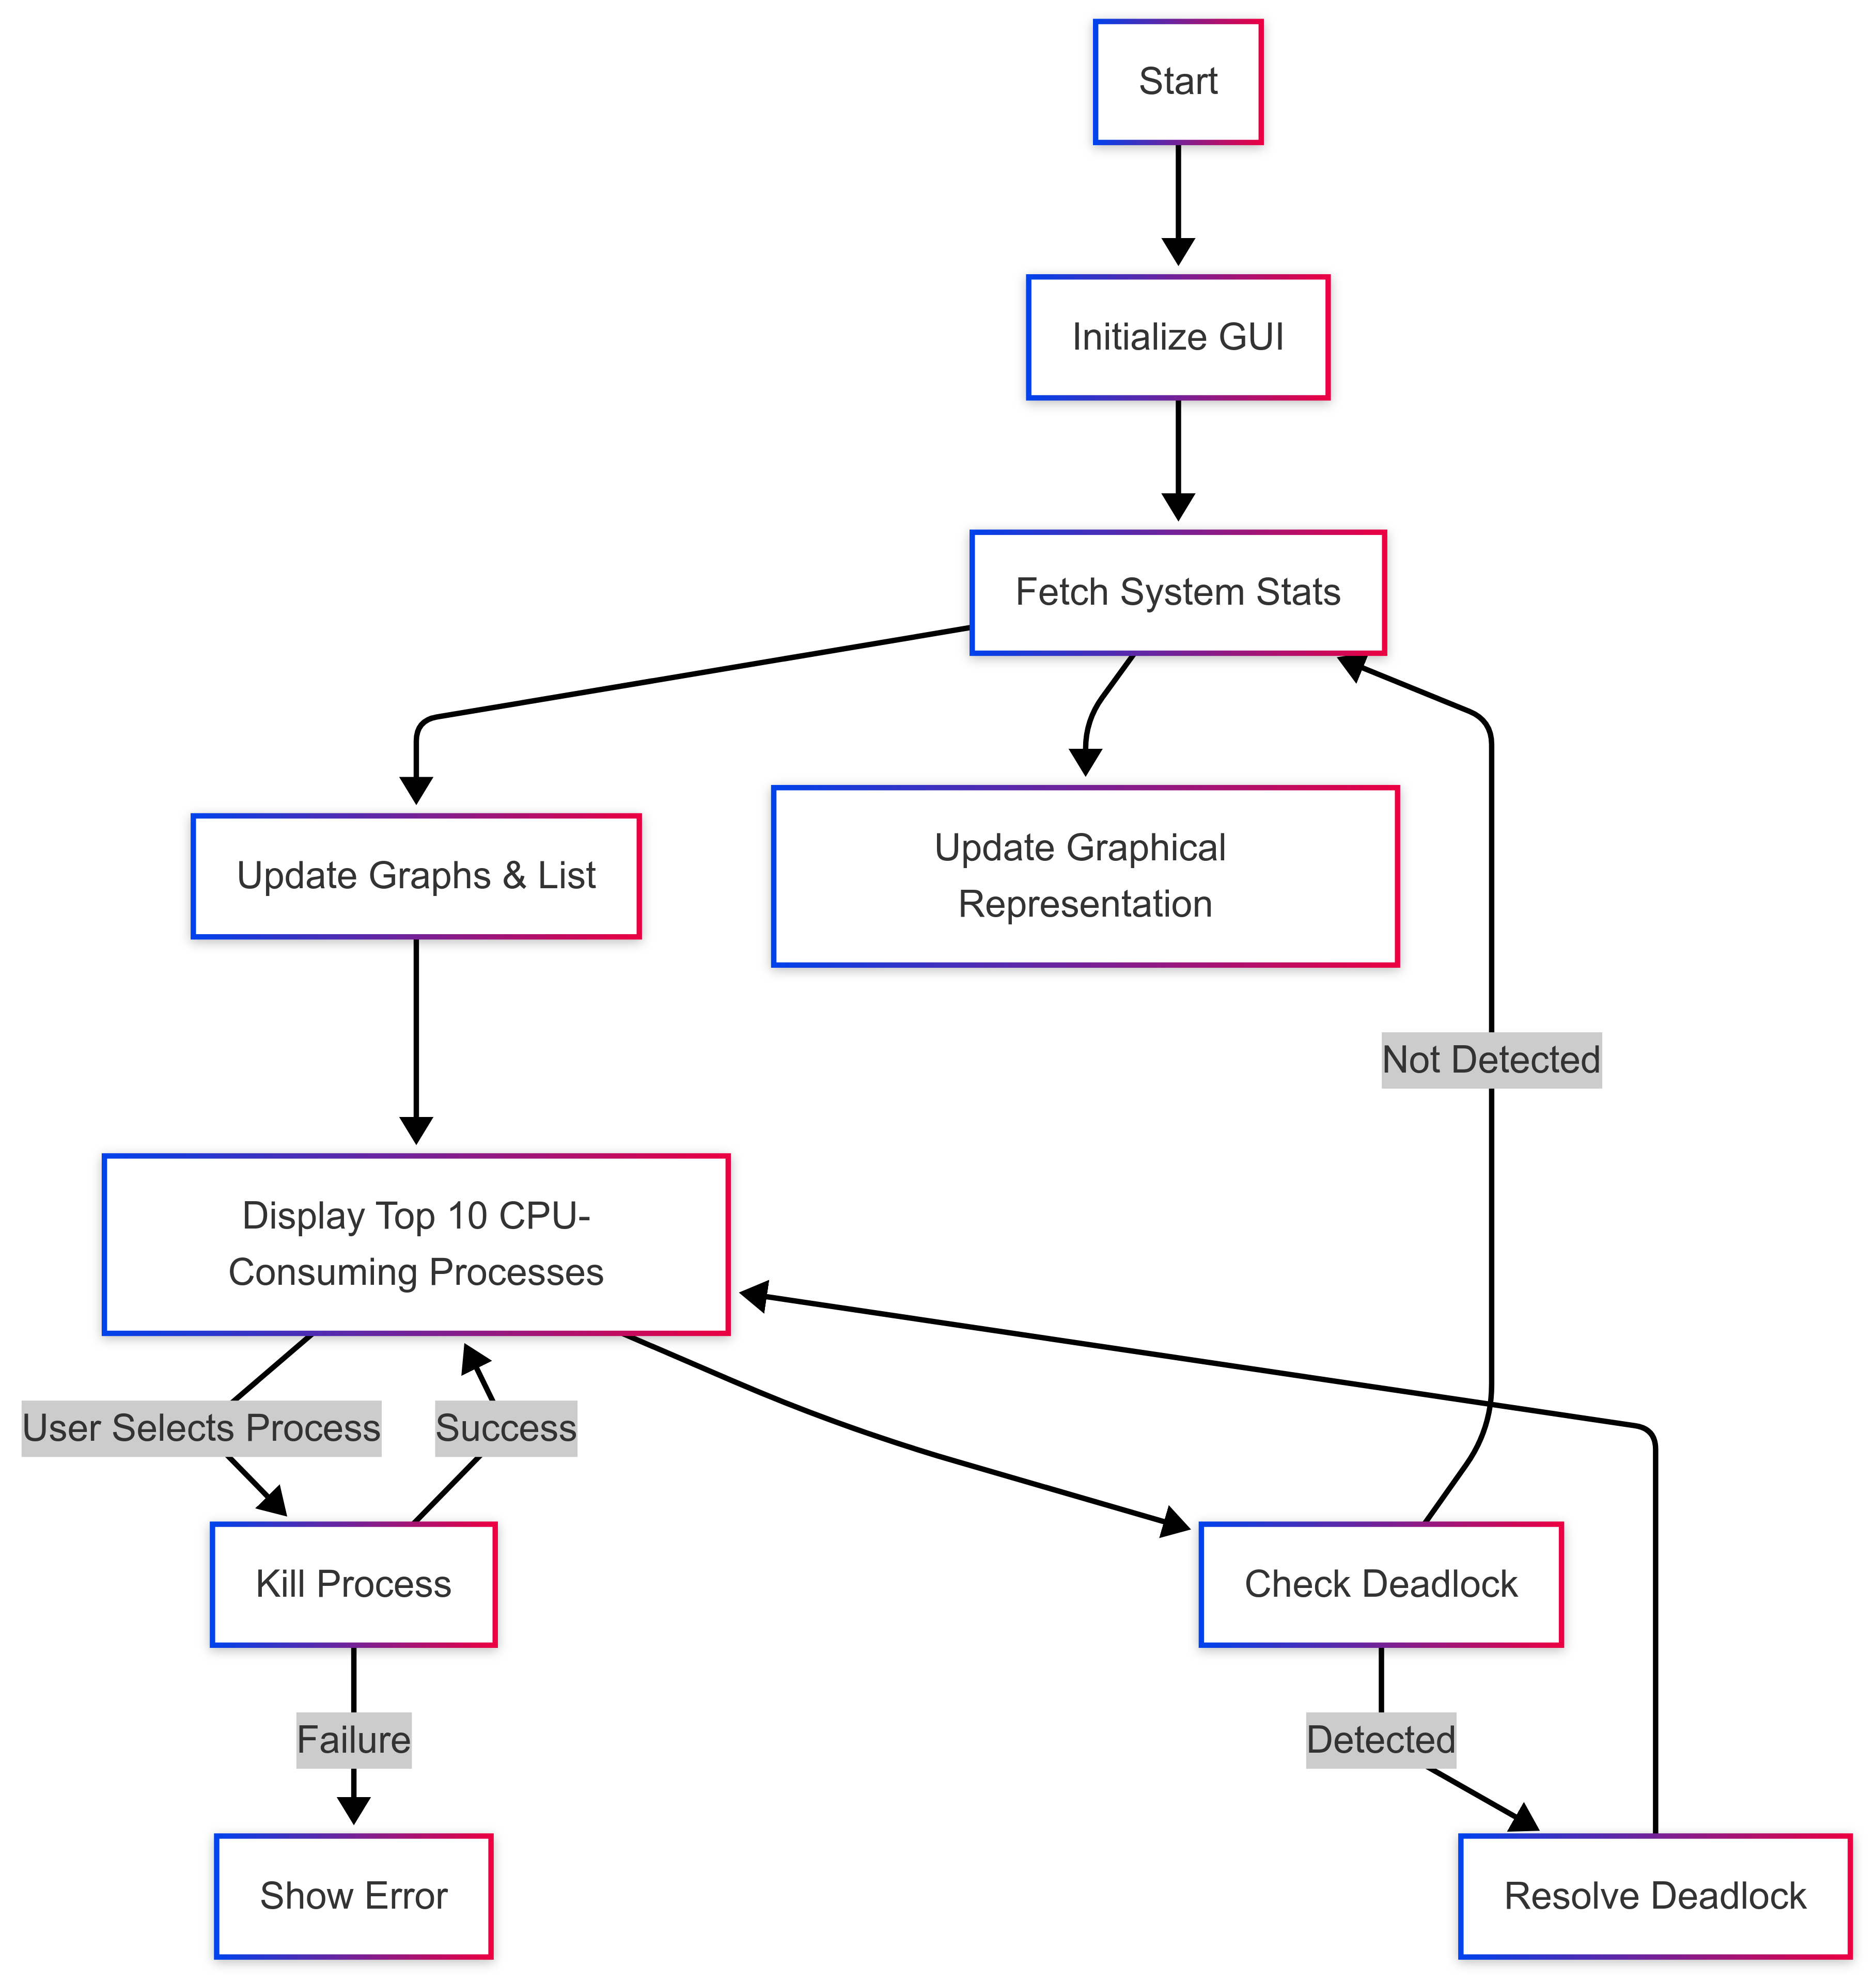 Start
Initialize GUI
Fetch System Stats
Update Graphs & List
Update Graphical
Representation
Not Detected
Display Top 10 CPU-
Consuming Processes
User Selects Process
Success
Kill Process
Check Deadlock
Failure
Detected
Show Error
Resolve Deadlock